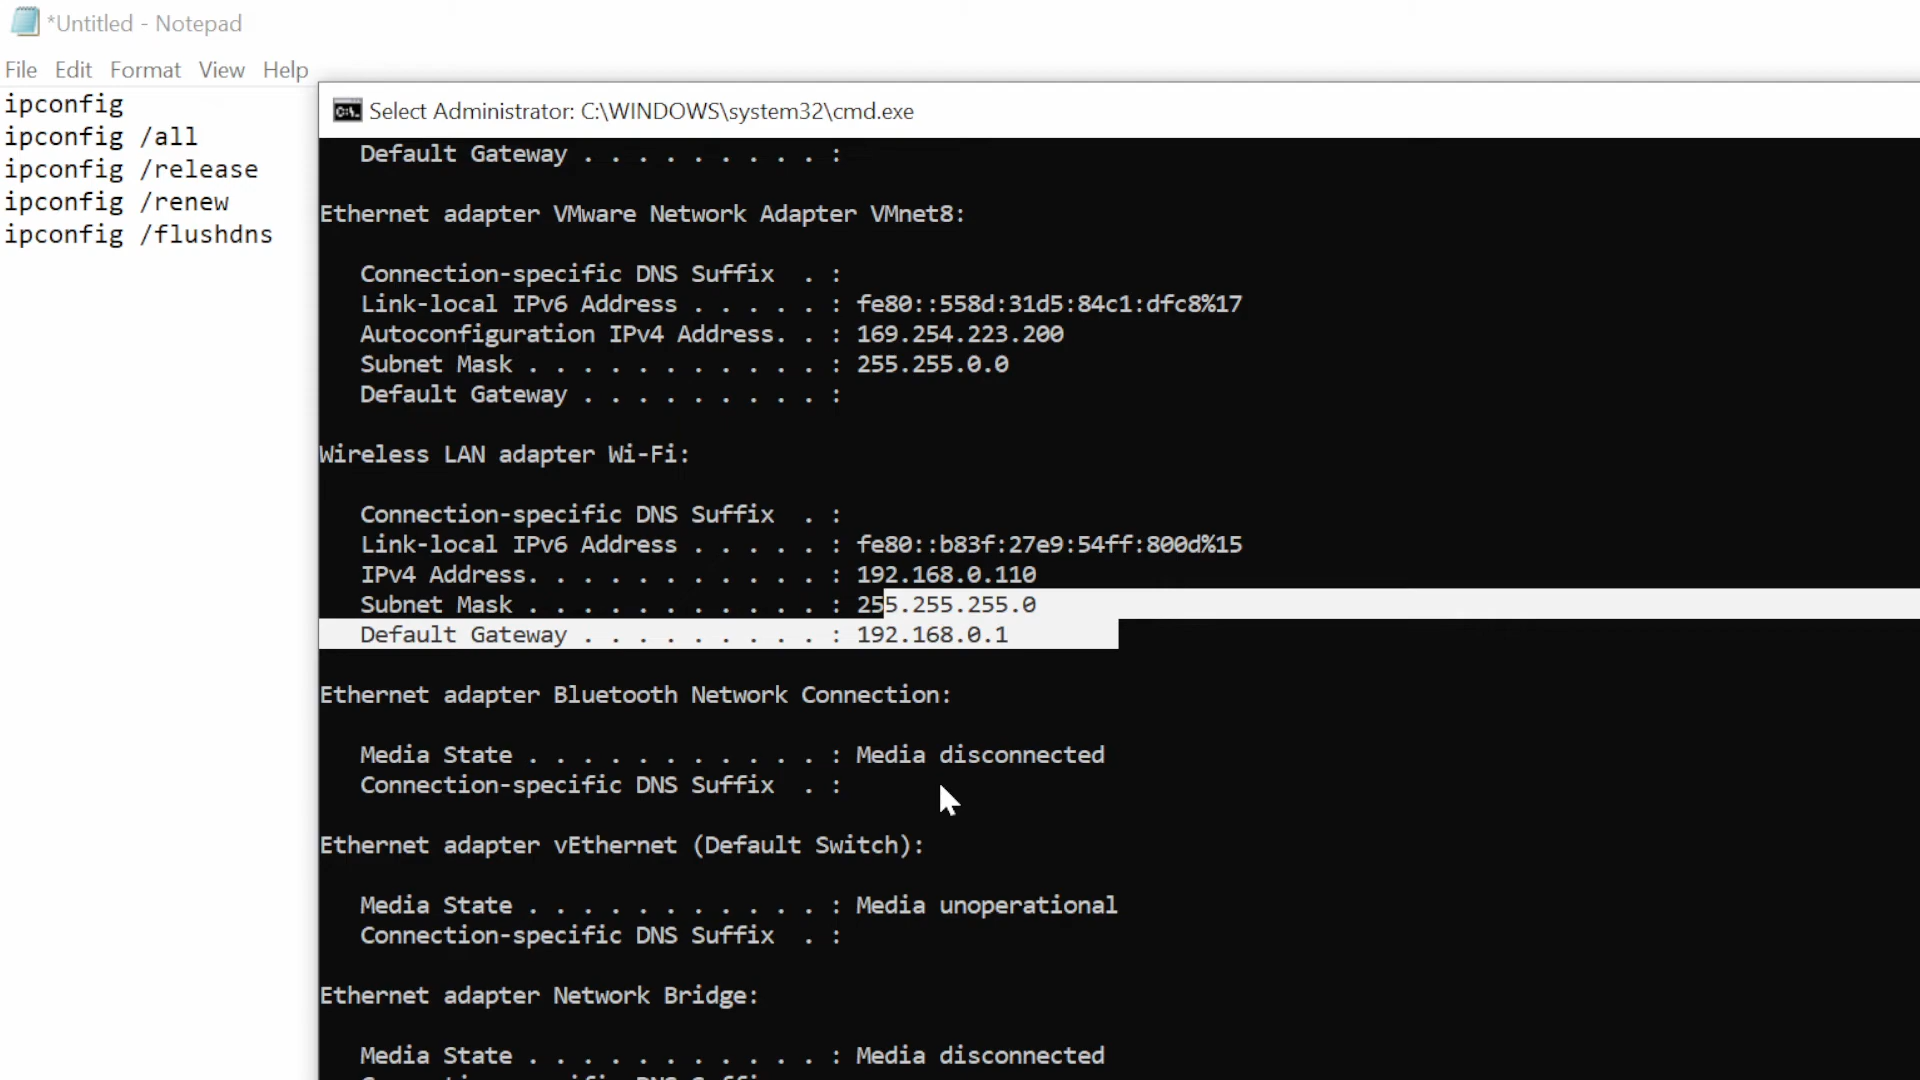 *Untitled - Notepad
File Edit Format View Help
ipconfig
ipconfig /all
ipconfig /release
ipconfig /renew
ipconfig /flushdns
Select Administrator: C:\WINDOWS\system32\cmd.exe
Default Gateway . . . . . . . . . :
Ethernet adapter VMware Network Adapter VMnet8:
Connection-specific DNS Suffix  . :
Link-local IPv6 Address . . . . . : fe80::558d:31d5:84c1:dfc8%17
Autoconfiguration IPv4 Address. . : 169.254.223.200
Subnet Mask . . . . . . . . . . . : 255.255.0.0
Default Gateway . . . . . . . . . :
Wireless LAN adapter Wi-Fi:
Connection-specific DNS Suffix  . :
Link-local IPv6 Address . . . . . : fe80::b83f:27e9:54ff:800d%15
IPv4 Address. . . . . . . . . . . : 192.168.0.110
Subnet Mask . . . . . . . . . . . : 255.255.255.0
Default Gateway . . . . . . . . . : 192.168.0.1
Ethernet adapter Bluetooth Network Connection:
Media State . . . . . . . . . . . : Media disconnected
Connection-specific DNS Suffix  . :
Ethernet adapter vEthernet (Default Switch):
Media State . . . . . . . . . . . : Media unoperational
Connection-specific DNS Suffix  . :
Ethernet adapter Network Bridge:
Media State . . . . . . . . . . . : Media disconnected